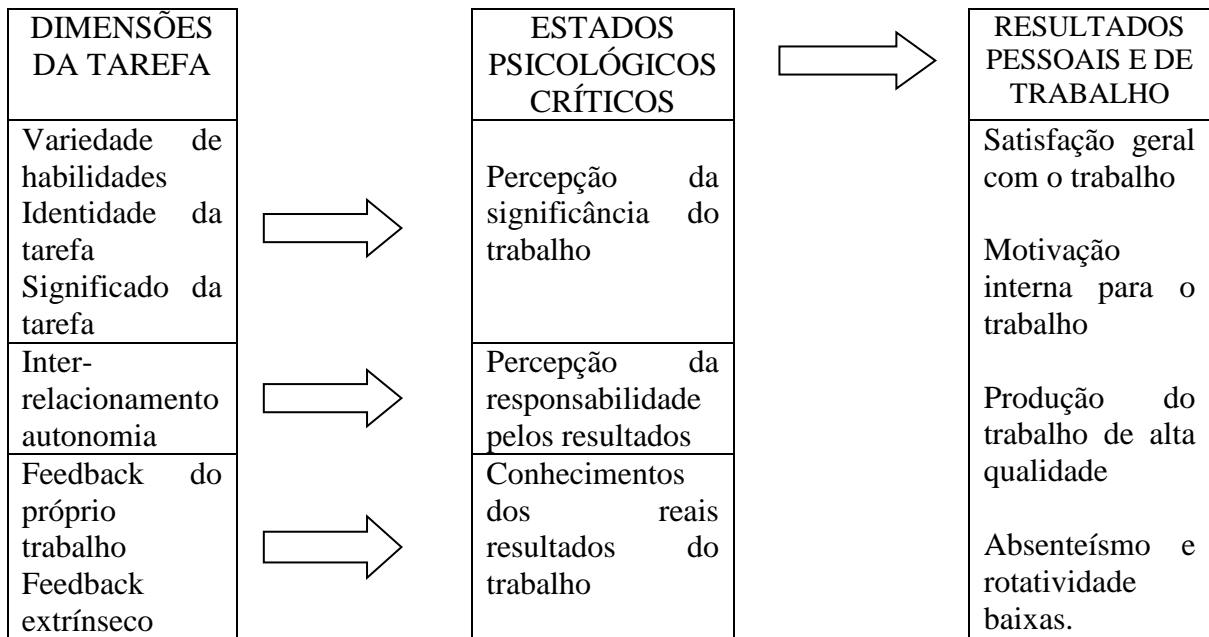 DIMENSÕES
DA TAREFA
Variedade de
habilidades
Identidade da
tarefa
Significado da
tarefa
Inter-
relacionamento
autonomia
Feedback do
próprio
trabalho
Feedback
extrínseco
ESTADOS
PSICOLÓGICOS
CRÍTICOS
Percepção da
significância do
trabalho
Percepção da
responsabilidade
pelos resultados
Conhecimentos
dos reais
resultados do
trabalho
RESULTADOS
PESSOAIS E DE
TRABALHO
Satisfação geral
com o trabalho
Motivação
interna para o
trabalho
Produção do
trabalho de alta
qualidade
Absenteísmo e
rotatividade
baixas.